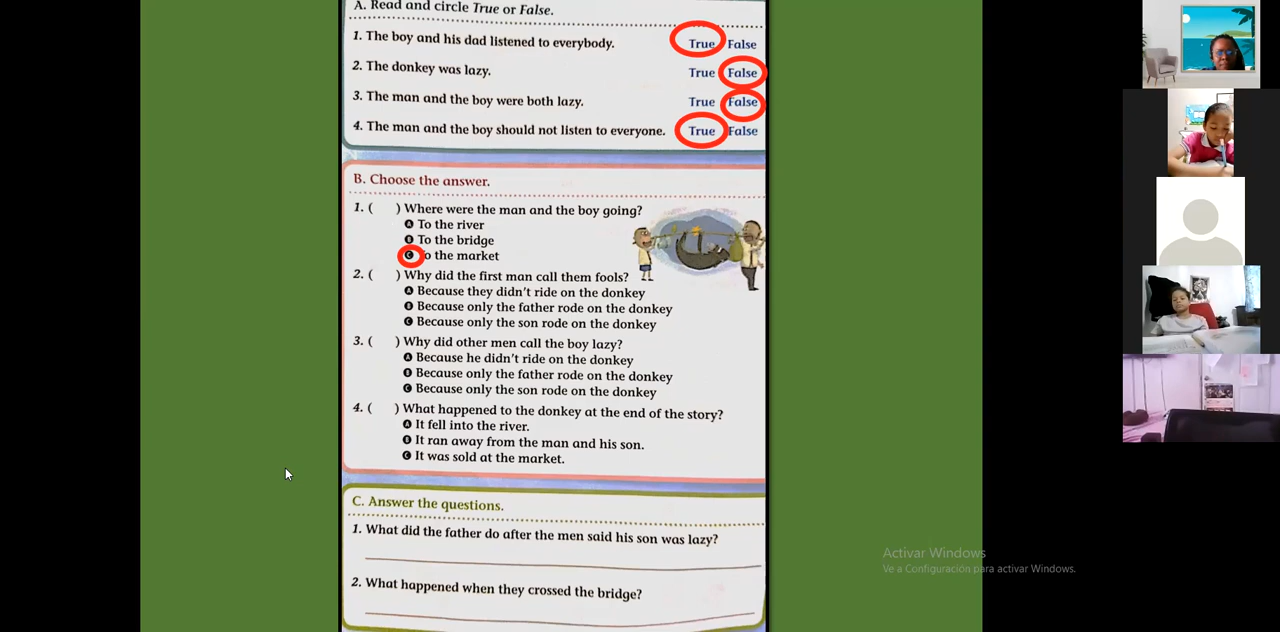 A. Read and circle True or False.
1. The boy and his dad listened to everybody. True False
2. The donkey was lazy. True False
3. The man and the boy were both lazy. True False
4. The man and the boy should not listen to everyone. True False
B. Choose the answer.
1. ( ) Where were the man and the boy going?
A To the river
B To the bridge
C To the market
2. ( ) Why did the first man call them fools?
A Because they didn't ride on the donkey
B Because only the father rode on the donkey
C Because only the son rode on the donkey
3. ( ) Why did other men call the boy lazy?
A Because he didn't ride on the donkey
B Because only the father rode on the donkey
C Because only the son rode on the donkey
4. ( ) What happened to the donkey at the end of the story?
A It fell into the river.
B It ran away from the man and his son.
C It was sold at the market.
C. Answer the questions.
1. What did the father do after the men said his son was lazy?
2. What happened when they crossed the bridge?
Activar Windows
Ve a Configuración para activar Windows.